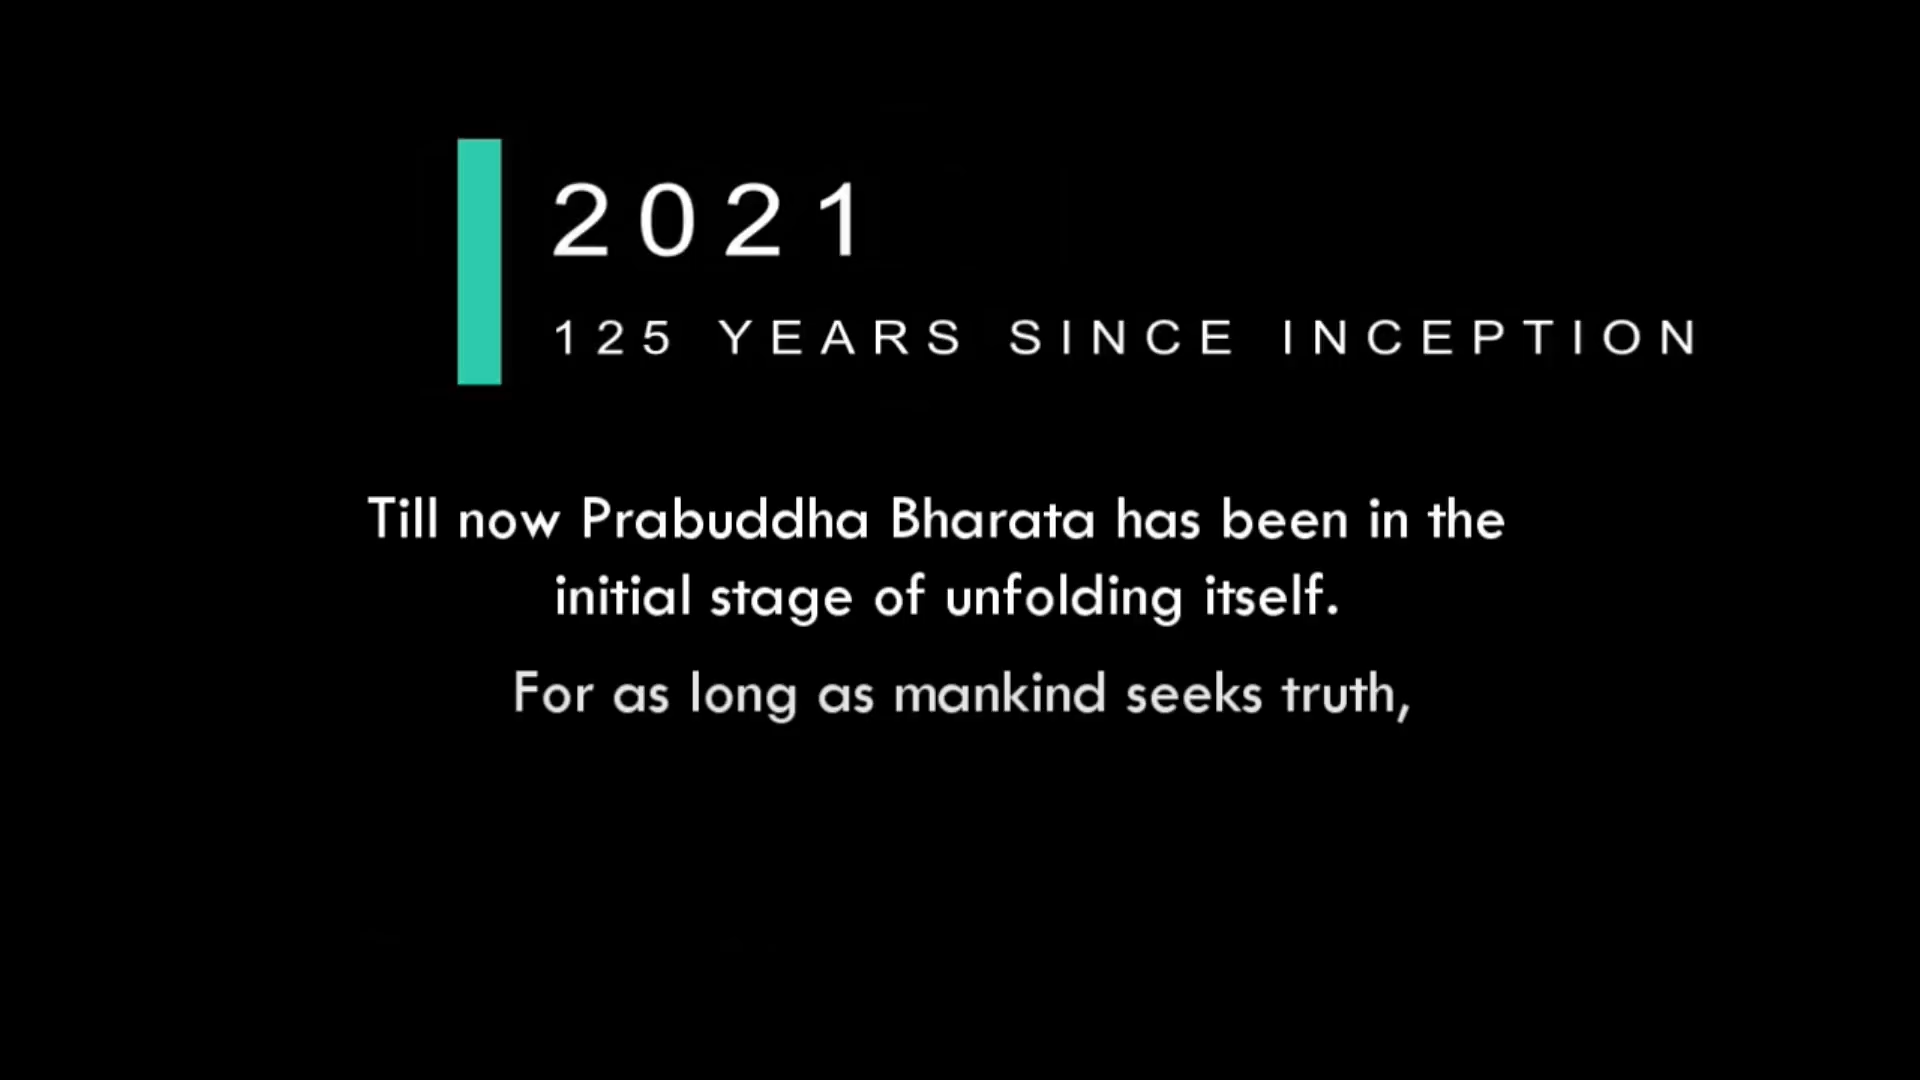 2021
125 YEARS SINCE INCEPTION
Till now Prabuddha Bharata has been in the
initial stage of unfolding itself.
For as long as mankind seeks truth,